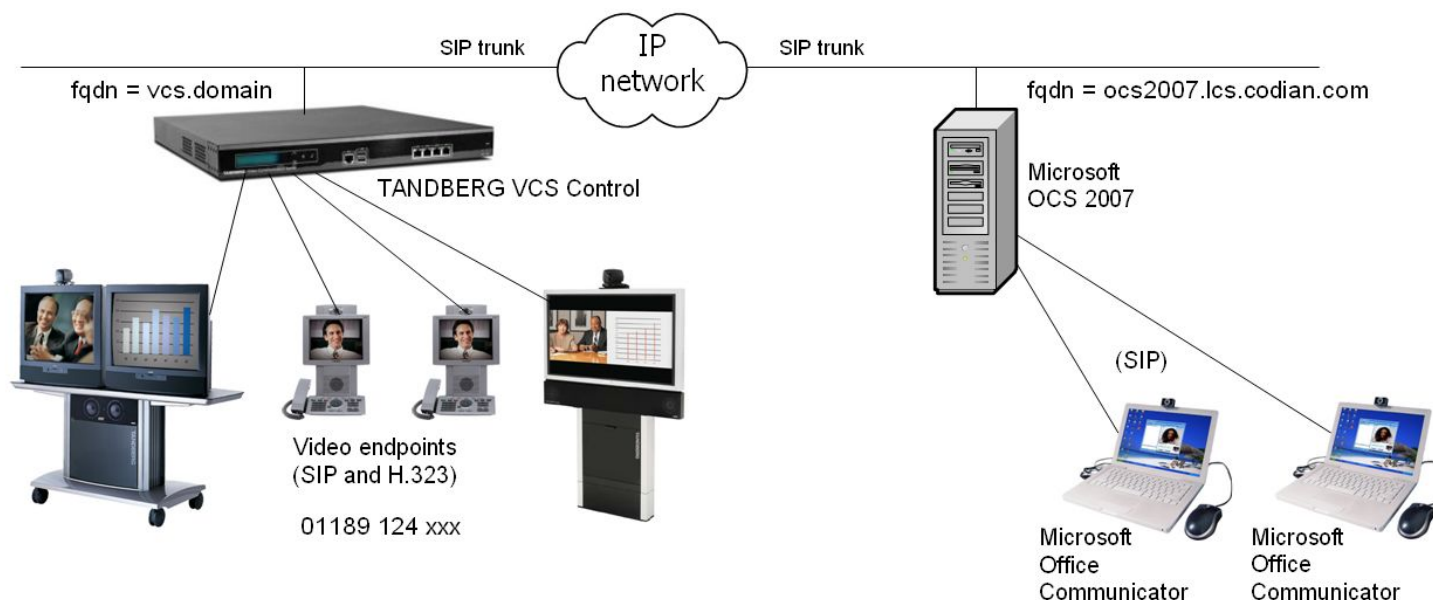 SIP trunk
IP
network
SIP trunk
fqdn = vcs.domain
fqdn = ocs2007.lcs.codian.com
TANDBERG VCS Control
Microsoft
OCS 2007
(SIP)
Video endpoints
(SIP and H.323)
01189 124 xxx
Microsoft
Office
Communicator
Microsoft
Office
Communicator